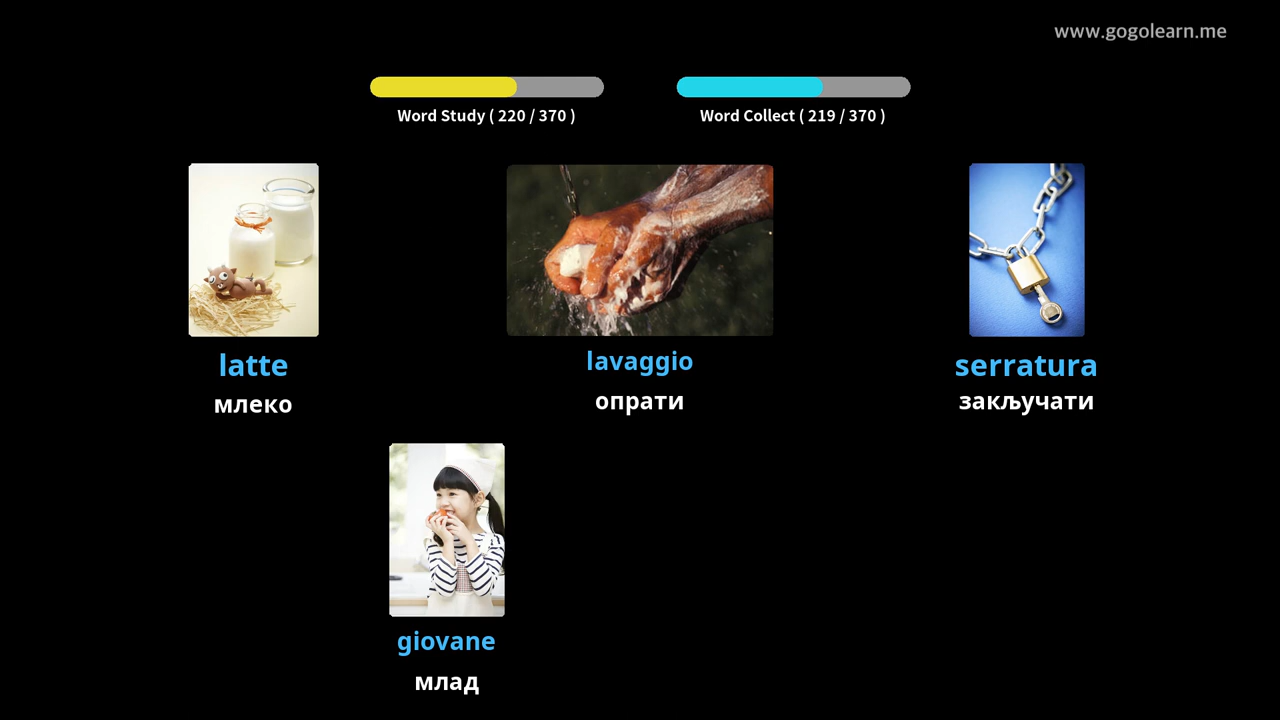 www.gogolearn.me
Word Study ( 220 / 370 )
Word Collect ( 219 / 370 )
latte
млеко
lavaggio
опрати
serratura
закључати
giovane
млад